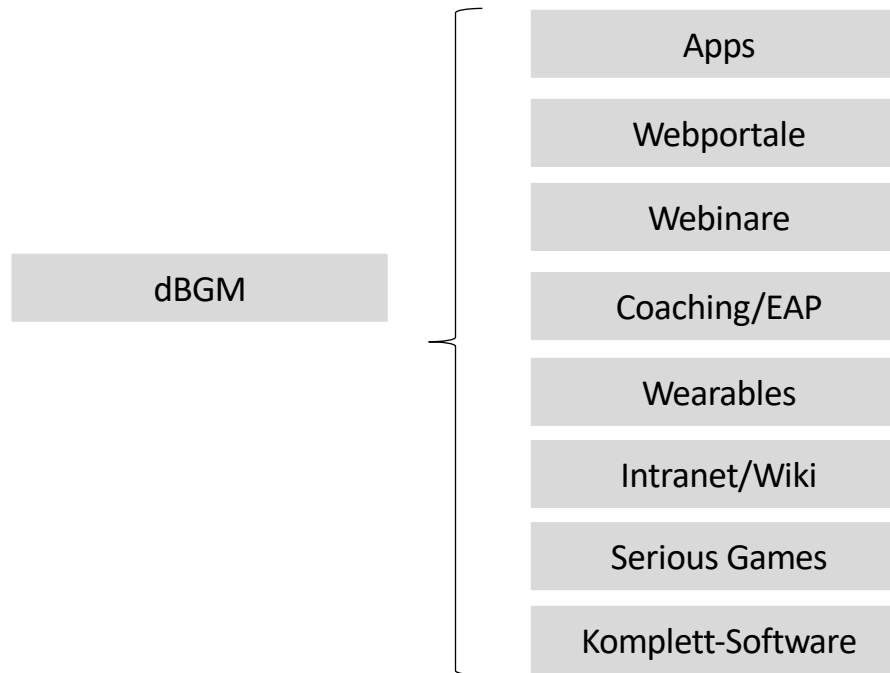 dBGM
Apps
Webportale
Webinare
Coaching/EAP
Wearables
Intranet/Wiki
Serious Games
Komplett-Software